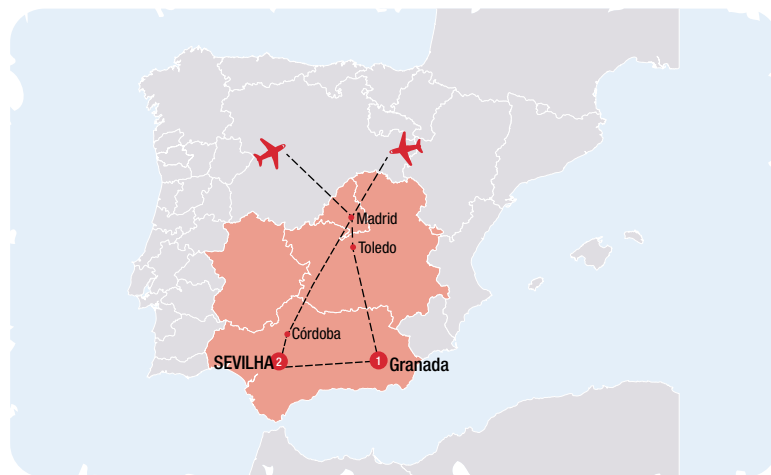 Madrid
Toledo
Córdoba
SEVILHA 2
1 Granada